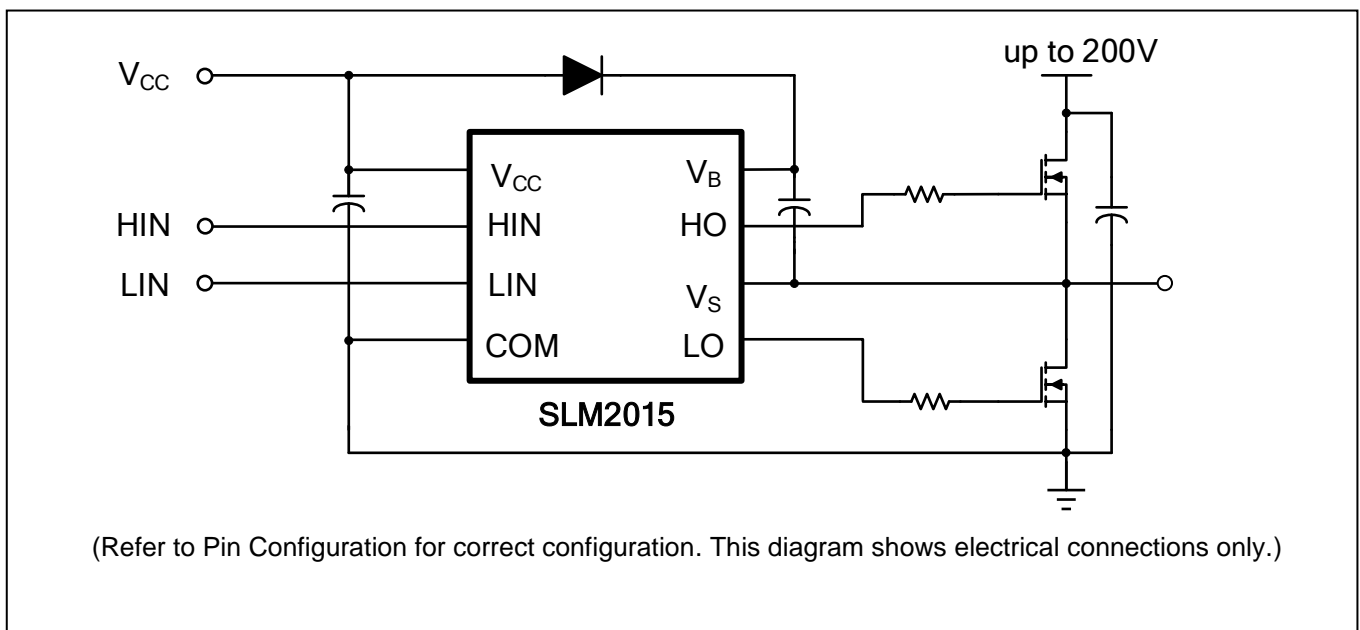 up to 200V
VCC
VCC
VB
HIN
HIN
HO
LIN
LIN
VS
COM
LO
SLM2015
(Refer to Pin Configuration for correct configuration. This diagram shows electrical connections only.)